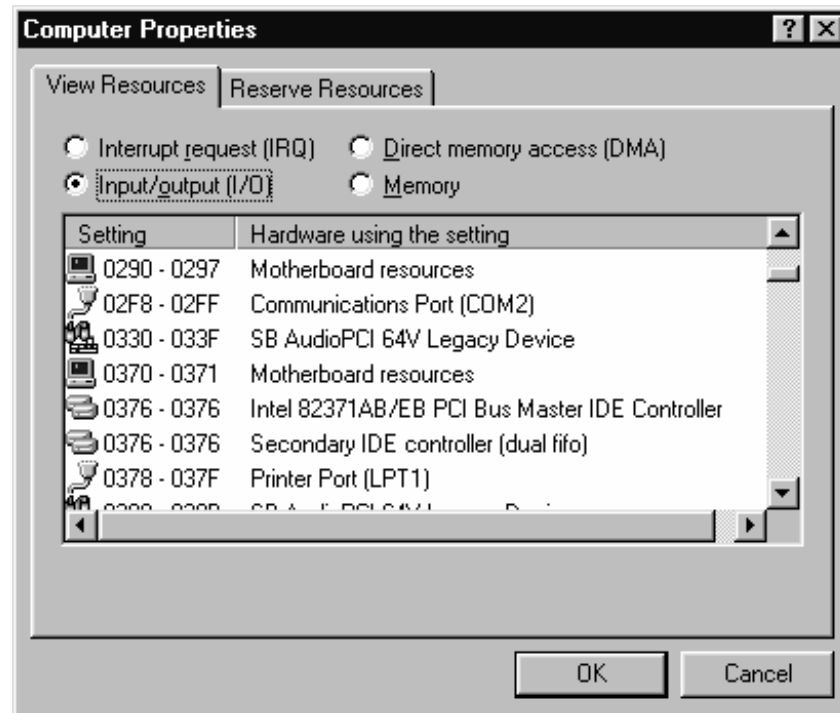 Computer Properties
View Resources Reserve Resources
Interrupt request (IRQ) Direct memory access (DMA)
Input/output (I/O) Memory
Setting Hardware using the setting
0290 - 0297 Motherboard resources
02F8 - 02FF Communications Port (COM2)
0330 - 033F SB AudioPCI 64V Legacy Device
0370 - 0371 Motherboard resources
0376 - 0376 Intel 82371AB/EB PCI Bus Master IDE Controller
0376 - 0376 Secondary IDE controller (dual fifo)
0378 - 037F Printer Port (LPT1)
OK Cancel